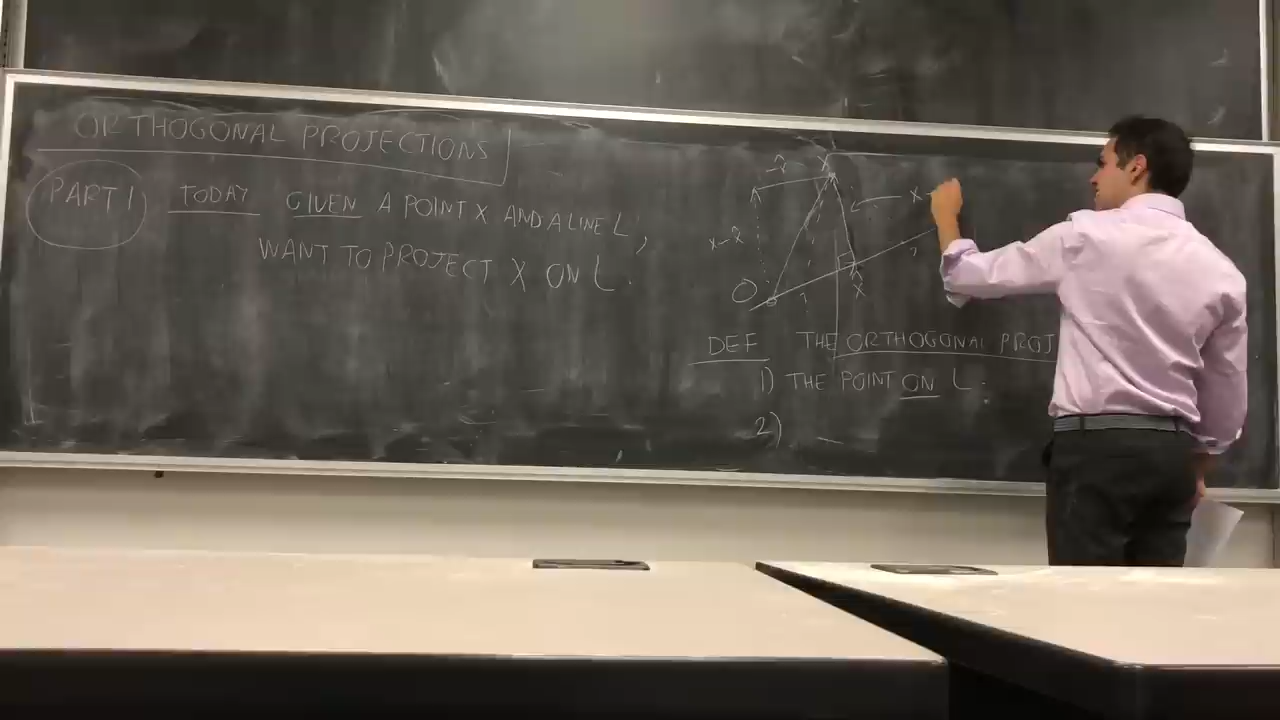 ORTHOGONAL PROJECTIONS
PART 1 TODAY GIVEN A POINT X AND A LINE L,
WANT TO PROJECT X ON L.
-x̂ X
x-x̂ X -
O x̂
DEF THE ORTHOGONAL PROJ
1) THE POINT ON L.
2)